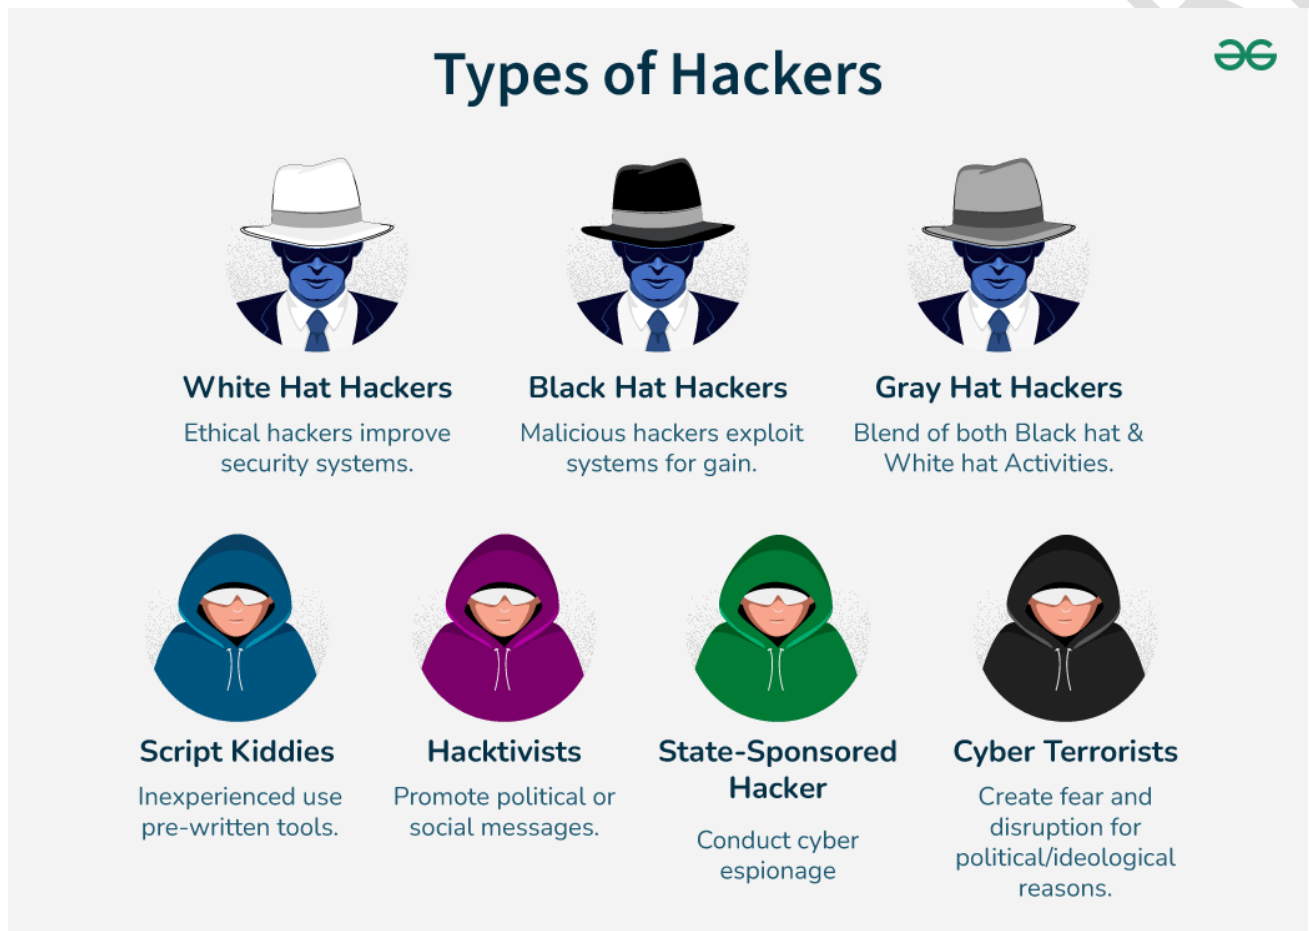 Types of Hackers
White Hat Hackers
Ethical hackers improve
security systems.
Black Hat Hackers
Malicious hackers exploit
systems for gain.
Gray Hat Hackers
Blend of both Black hat &
White hat Activities.
Script Kiddies
Inexperienced use
pre-written tools.
Hacktivists
Promote political or
social messages.
State-Sponsored
Hacker
Conduct cyber
espionage
Cyber Terrorists
Create fear and
disruption for
political/ideological
reasons.